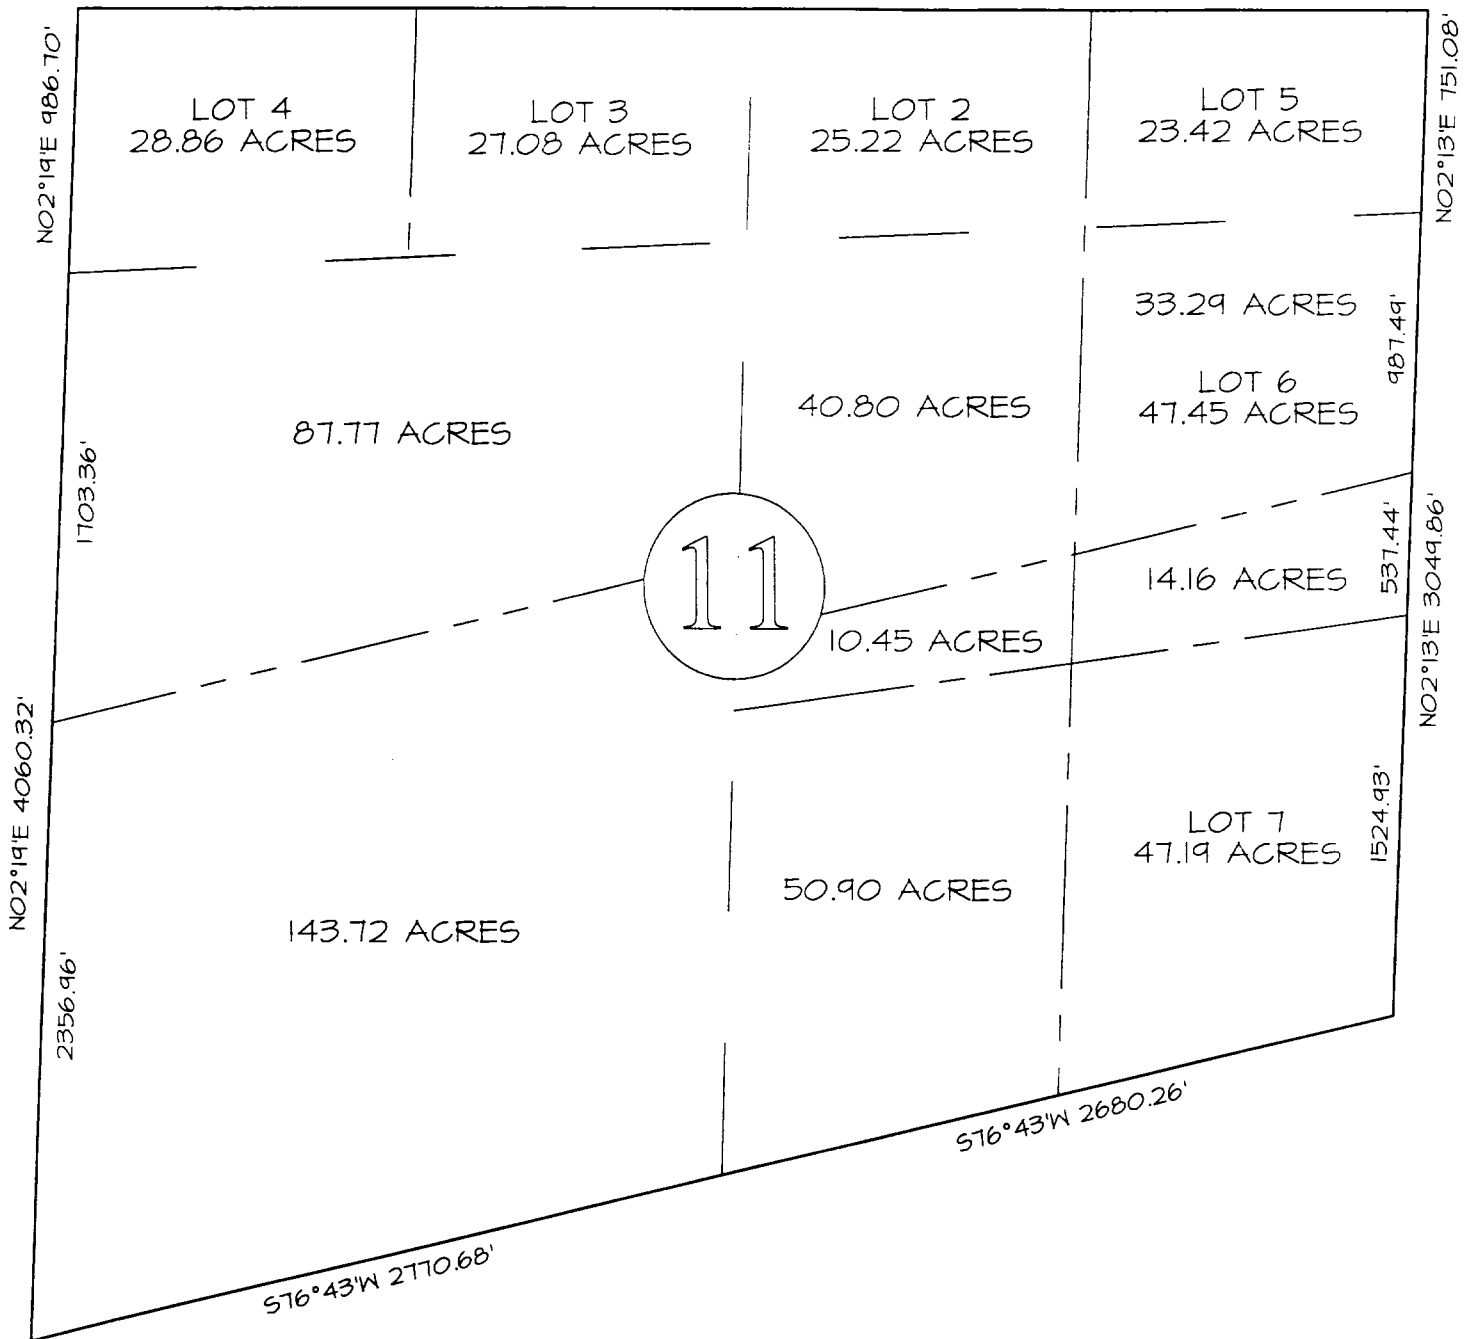 N02°19'E 986.70'
LOT 4
28.86 ACRES
LOT 3
27.08 ACRES
LOT 2
25.22 ACRES
LOT 5
23.42 ACRES
N02°13'E 751.08'
33.29 ACRES
987.49'
LOT 6
47.45 ACRES
40.80 ACRES
87.77 ACRES
1703.36'
11
537.44'
14.16 ACRES
N02°13'E 3049.86'
10.45 ACRES
N02°19'E 4060.32'
LOT 7
47.19 ACRES
1524.93'
50.90 ACRES
143.72 ACRES
2356.96'
S76°43'W 2680.26'
S76°43'W 2770.68'